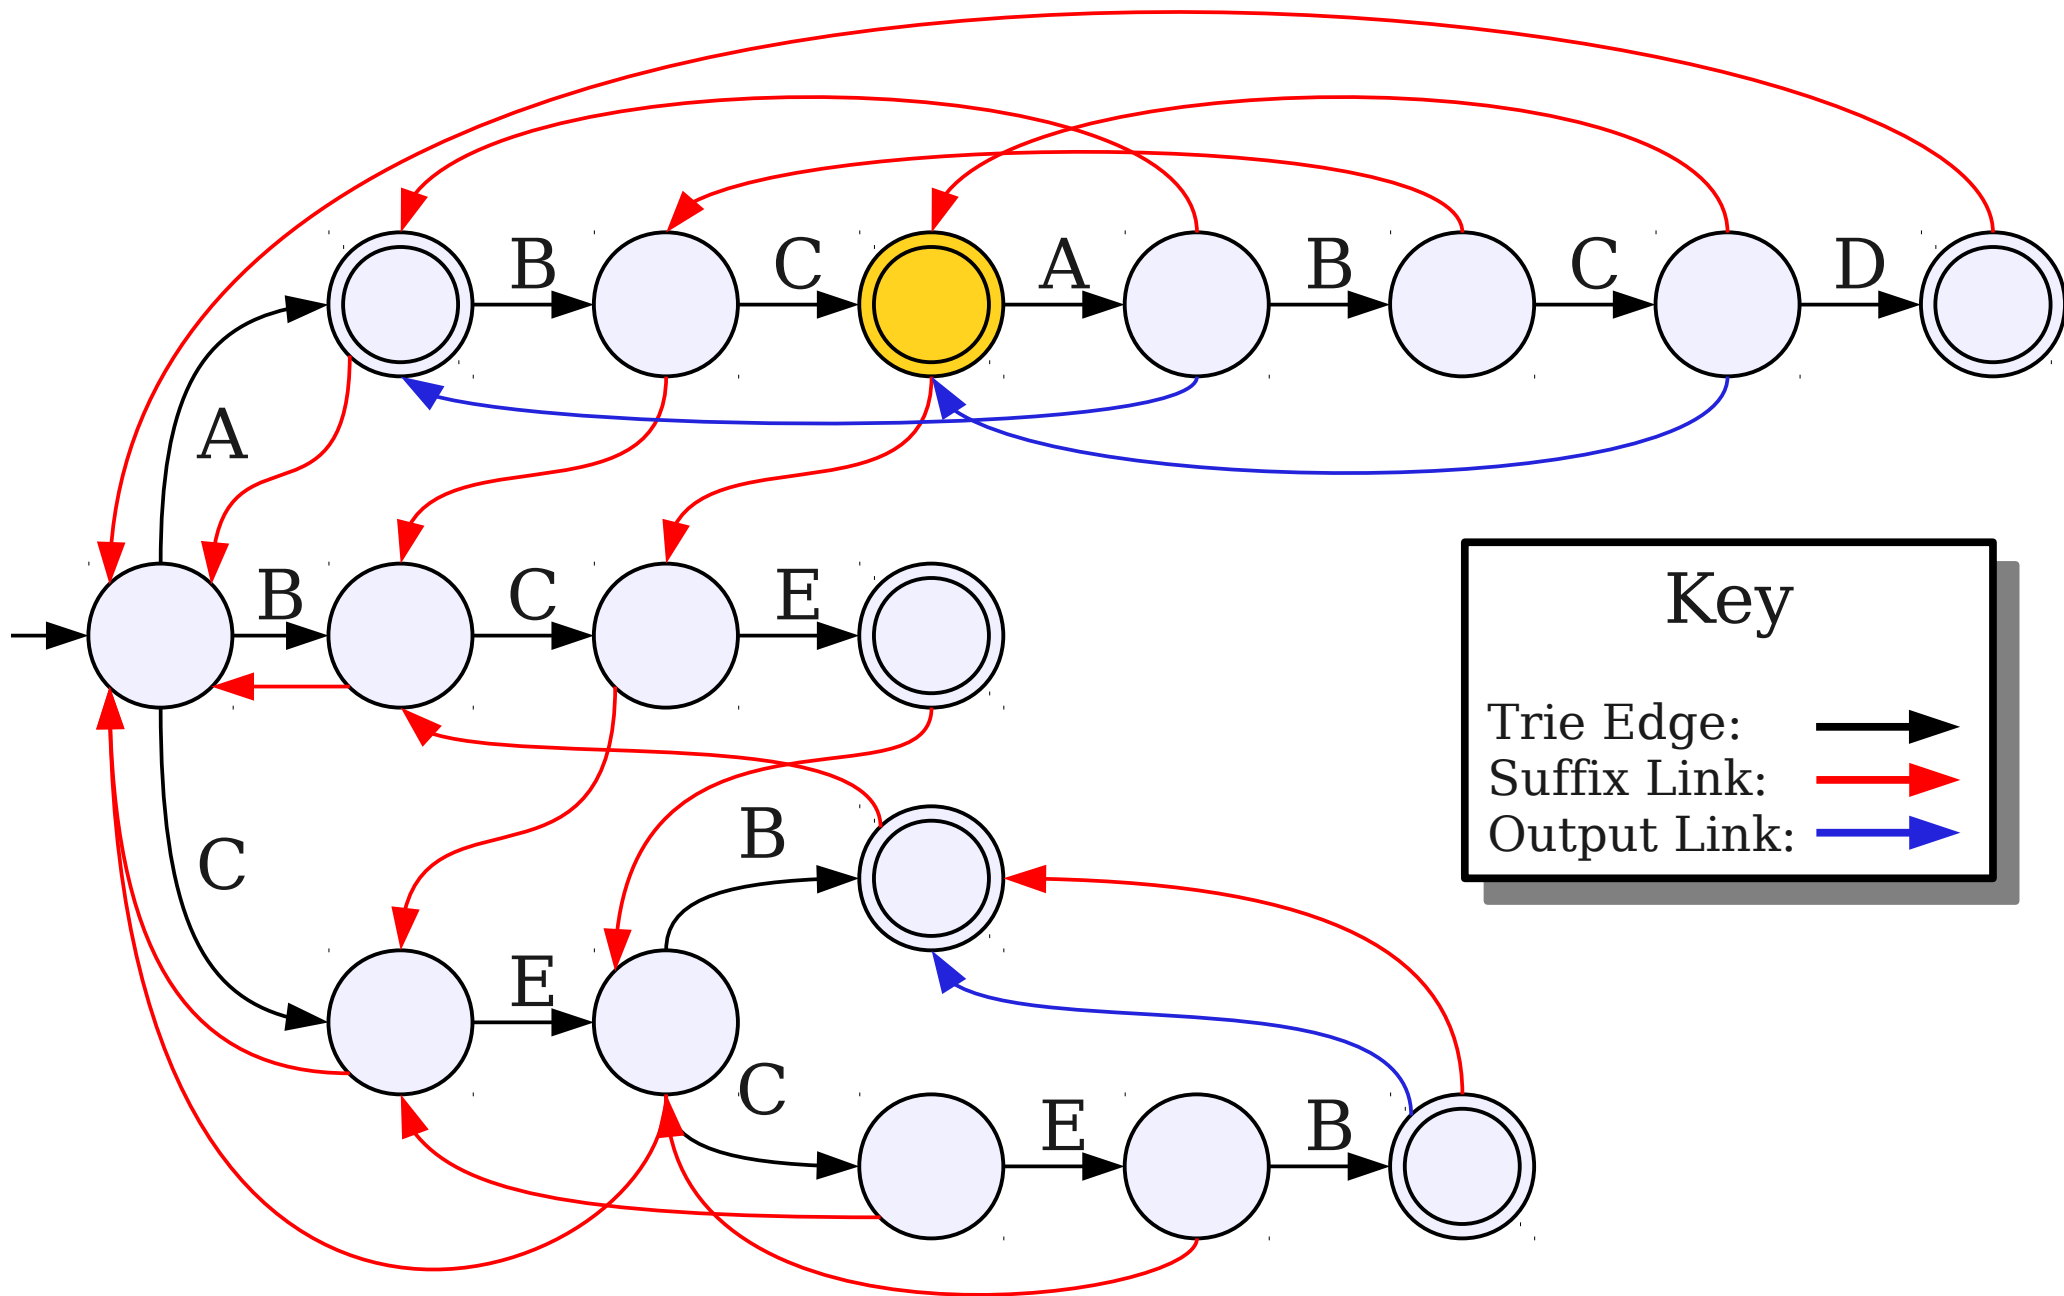 B C A B C D
A
B C E
Key
Trie Edge:
Suffix Link:
Output Link:
B
C
E
C
E B